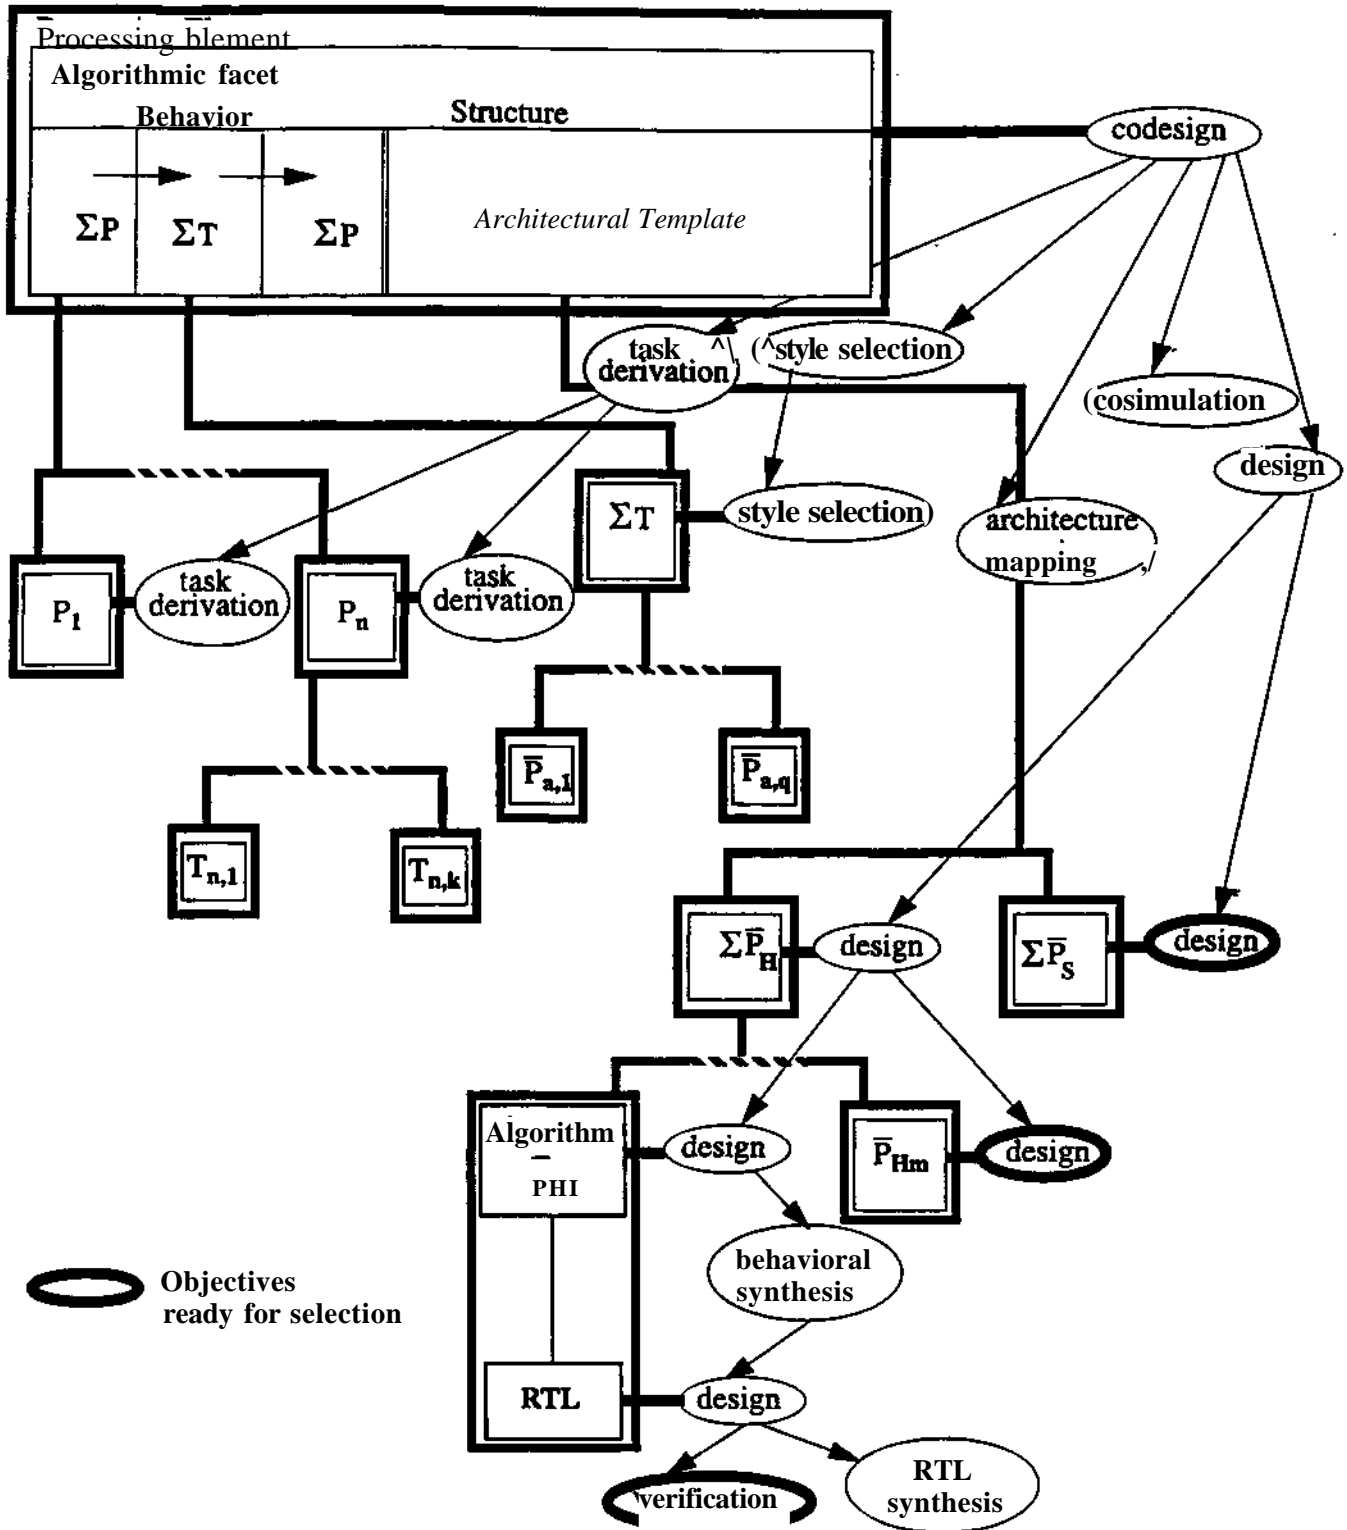 Processing blement
Algorithmic facet
Behavior
Structure
ΣP
ΣT
ΣP
Architectural Template
codesign
task
derivation
(^style selection
(cosimulation
design
ΣT
style selection)
architecture
mapping
P1
task
derivation
Pn
task
derivation
P̅a,1
P̅a,q
Tn,1
Tn,k
ΣP̅H
design
ΣP̅S
design
Algorithm
PHI
design
P̅Hm
design
behavioral
synthesis
Objectives
ready for selection
RTL
design
verification
RTL
synthesis